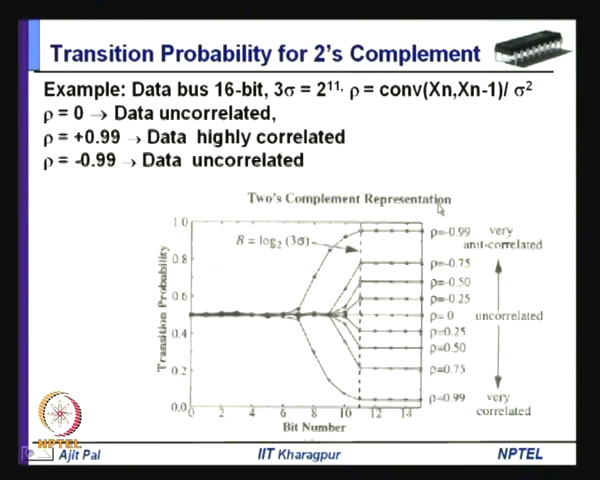 Transition Probability for 2's Complement
Example: Data bus 16-bit, 3σ = 2¹¹, ρ = conv(Xn,Xn-1)/ σ²
ρ = 0 → Data uncorrelated,
ρ = +0.99 → Data highly correlated
ρ = -0.99 → Data uncorrelated
Two's Complement Representation
Transition Probability
1.0
0.8
0.6
0.4
0.2
0.0
B = log₂ (3σ)
ρ=-0.99
ρ=-0.75
ρ=-0.50
ρ=-0.25
ρ=0
ρ=0.25
ρ=0.50
ρ=0.75
ρ=0.99
very
anit-correlated
uncorrelated
very
correlated
0 2 4 6 8 10 12 14
Bit Number
NPTEL
Ajit Pal
IIT Kharagpur
NPTEL